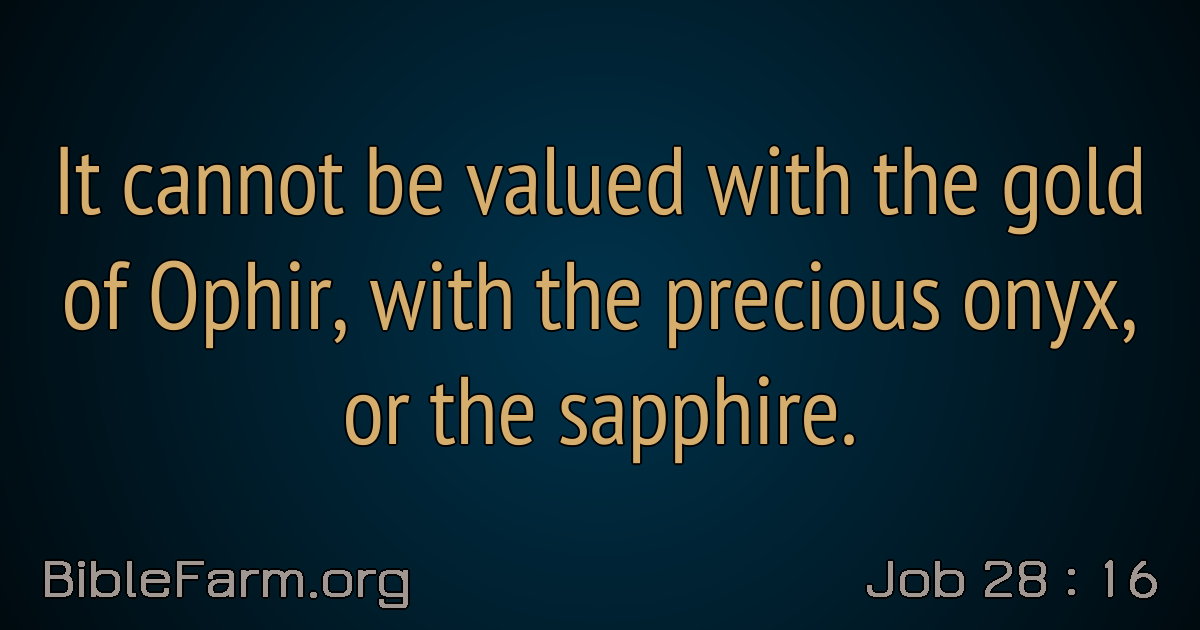 It cannot be valued with the gold
of Ophir, with the precious onyx,
or the sapphire.
BibleFarm.org
Job 28 : 16